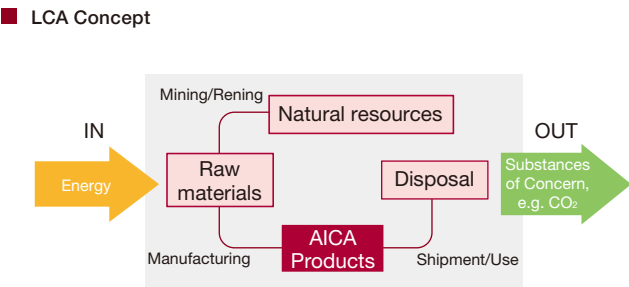 LCA Concept
Mining/Rening
Natural resources
IN
OUT
Energy
Raw
materials
Disposal
Substances
of Concern,
e.g. CO₂
Manufacturing
AICA
Products
Shipment/Use